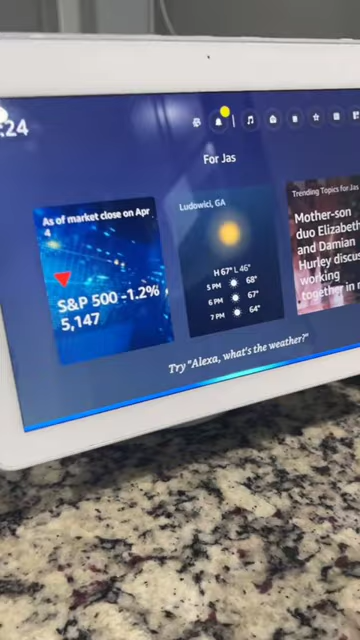 :24
For Jas
As of market close on Apr
4
S&P 500 -1.2%
5,147
Ludowici, GA
H 67° L 46°
5 PM 68°
6 PM 67°
7 PM 64°
Trending Topics for Jas
Mother-son
duo Elizabeth
and Damian
Hurley discus
working
together in
Try "Alexa, what's the weather?"